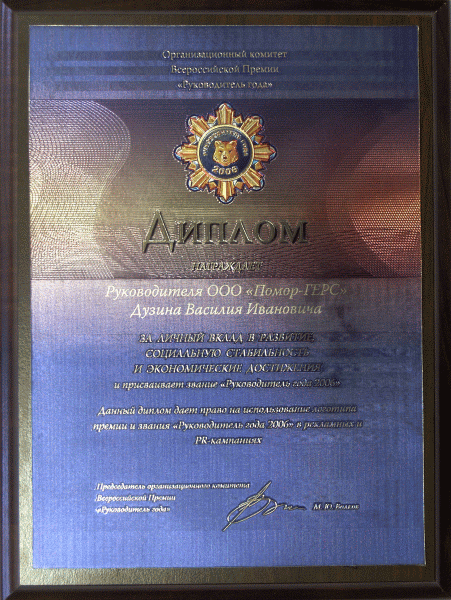 Организационный комитет
Всероссийской Премии
«Руководитель года»
2006
Диплом
НАГРАЖДАЕТ
Руководителя ООО «Помор-ГЕРС»
Дузина Василия Ивановича
ЗА ЛИЧНЫЙ ВКЛАД В РАЗВИТИЕ,
СОЦИАЛЬНУЮ СТАБИЛЬНОСТЬ
И ЭКОНОМИЧЕСКИЕ ДОСТИЖЕНИЯ
и присваивает звание «Руководитель года 2006»
Данный диплом дает право на использование логотипа
премии и звания «Руководитель года 2006» в рекламных и
PR-кампаниях
Председатель организационного комитета
Всероссийской Премии
«Руководитель года»
М. Ю.